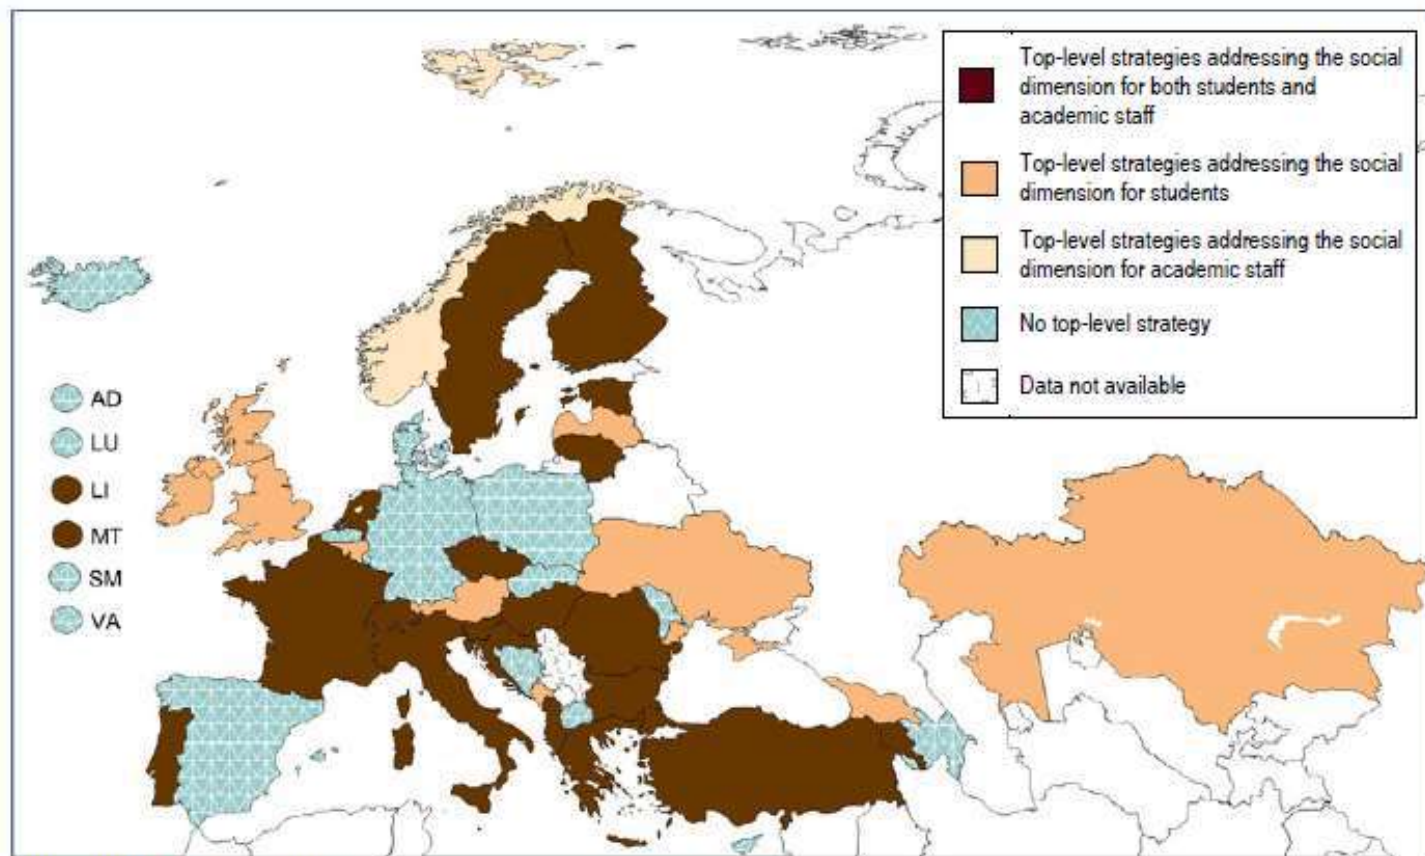 Top-level strategies addressing the social
dimension for both students and
academic staff
Top-level strategies addressing the social
dimension for students
Top-level strategies addressing the social
dimension for academic staff
No top-level strategy
Data not available
AD
LU
LI
MT
SM
VA